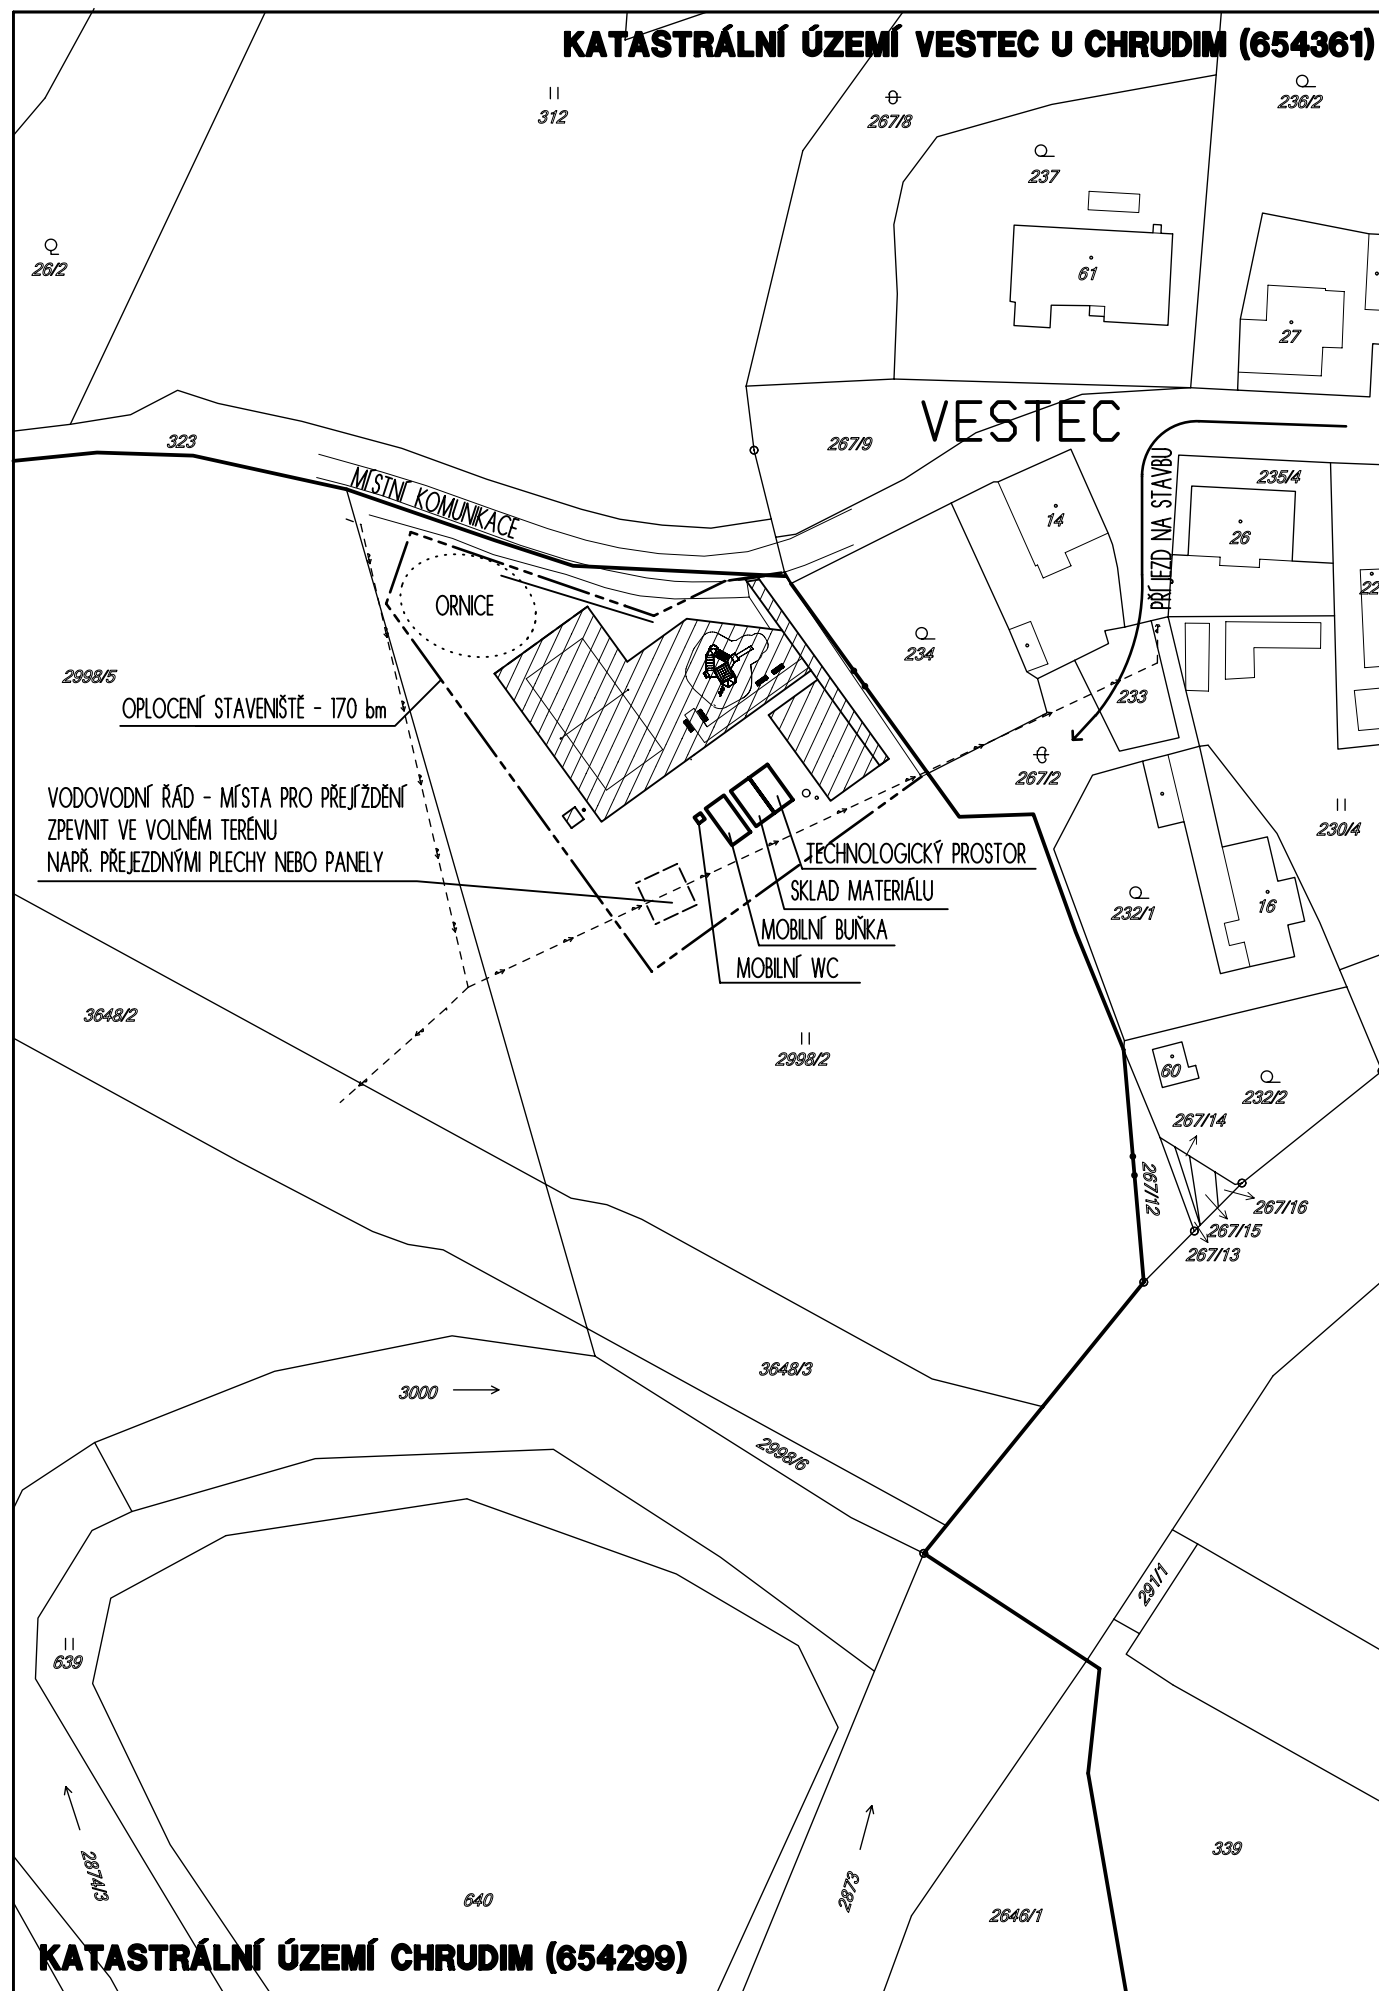 KATASTRÁLNÍ ÚZEMÍ VESTEC U CHRUDIM (654361)
236/2
312
267/8
237
26/2
61
27
VESTEC
323
267/9
235/4
MÍSTNÍ KOMUNIKACE
PŘÍJEZD NA STAVBU
14
26
22
ORNICE
234
2998/5
233
OPLOCENÍ STAVENIŠTĚ - 170 bm
267/2
VODOVODNÍ ŘÁD - MÍSTA PRO PŘEJÍŽDĚNÍ
ZPEVNIT VE VOLNÉM TERÉNU
NAPŘ. PŘEJEZDNÝMI PLECHY NEBO PANELY
230/4
TECHNOLOGICKÝ PROSTOR
SKLAD MATERIÁLU
MOBILNÍ BUŇKA
MOBILNÍ WC
232/1
16
3648/2
2998/2
60
232/2
267/14
267/12
267/16
267/15
267/13
3648/3
3000
2998/6
291/1
639
2874/3
640
2873
339
2646/1
KATASTRÁLNÍ ÚZEMÍ CHRUDIM (654299)